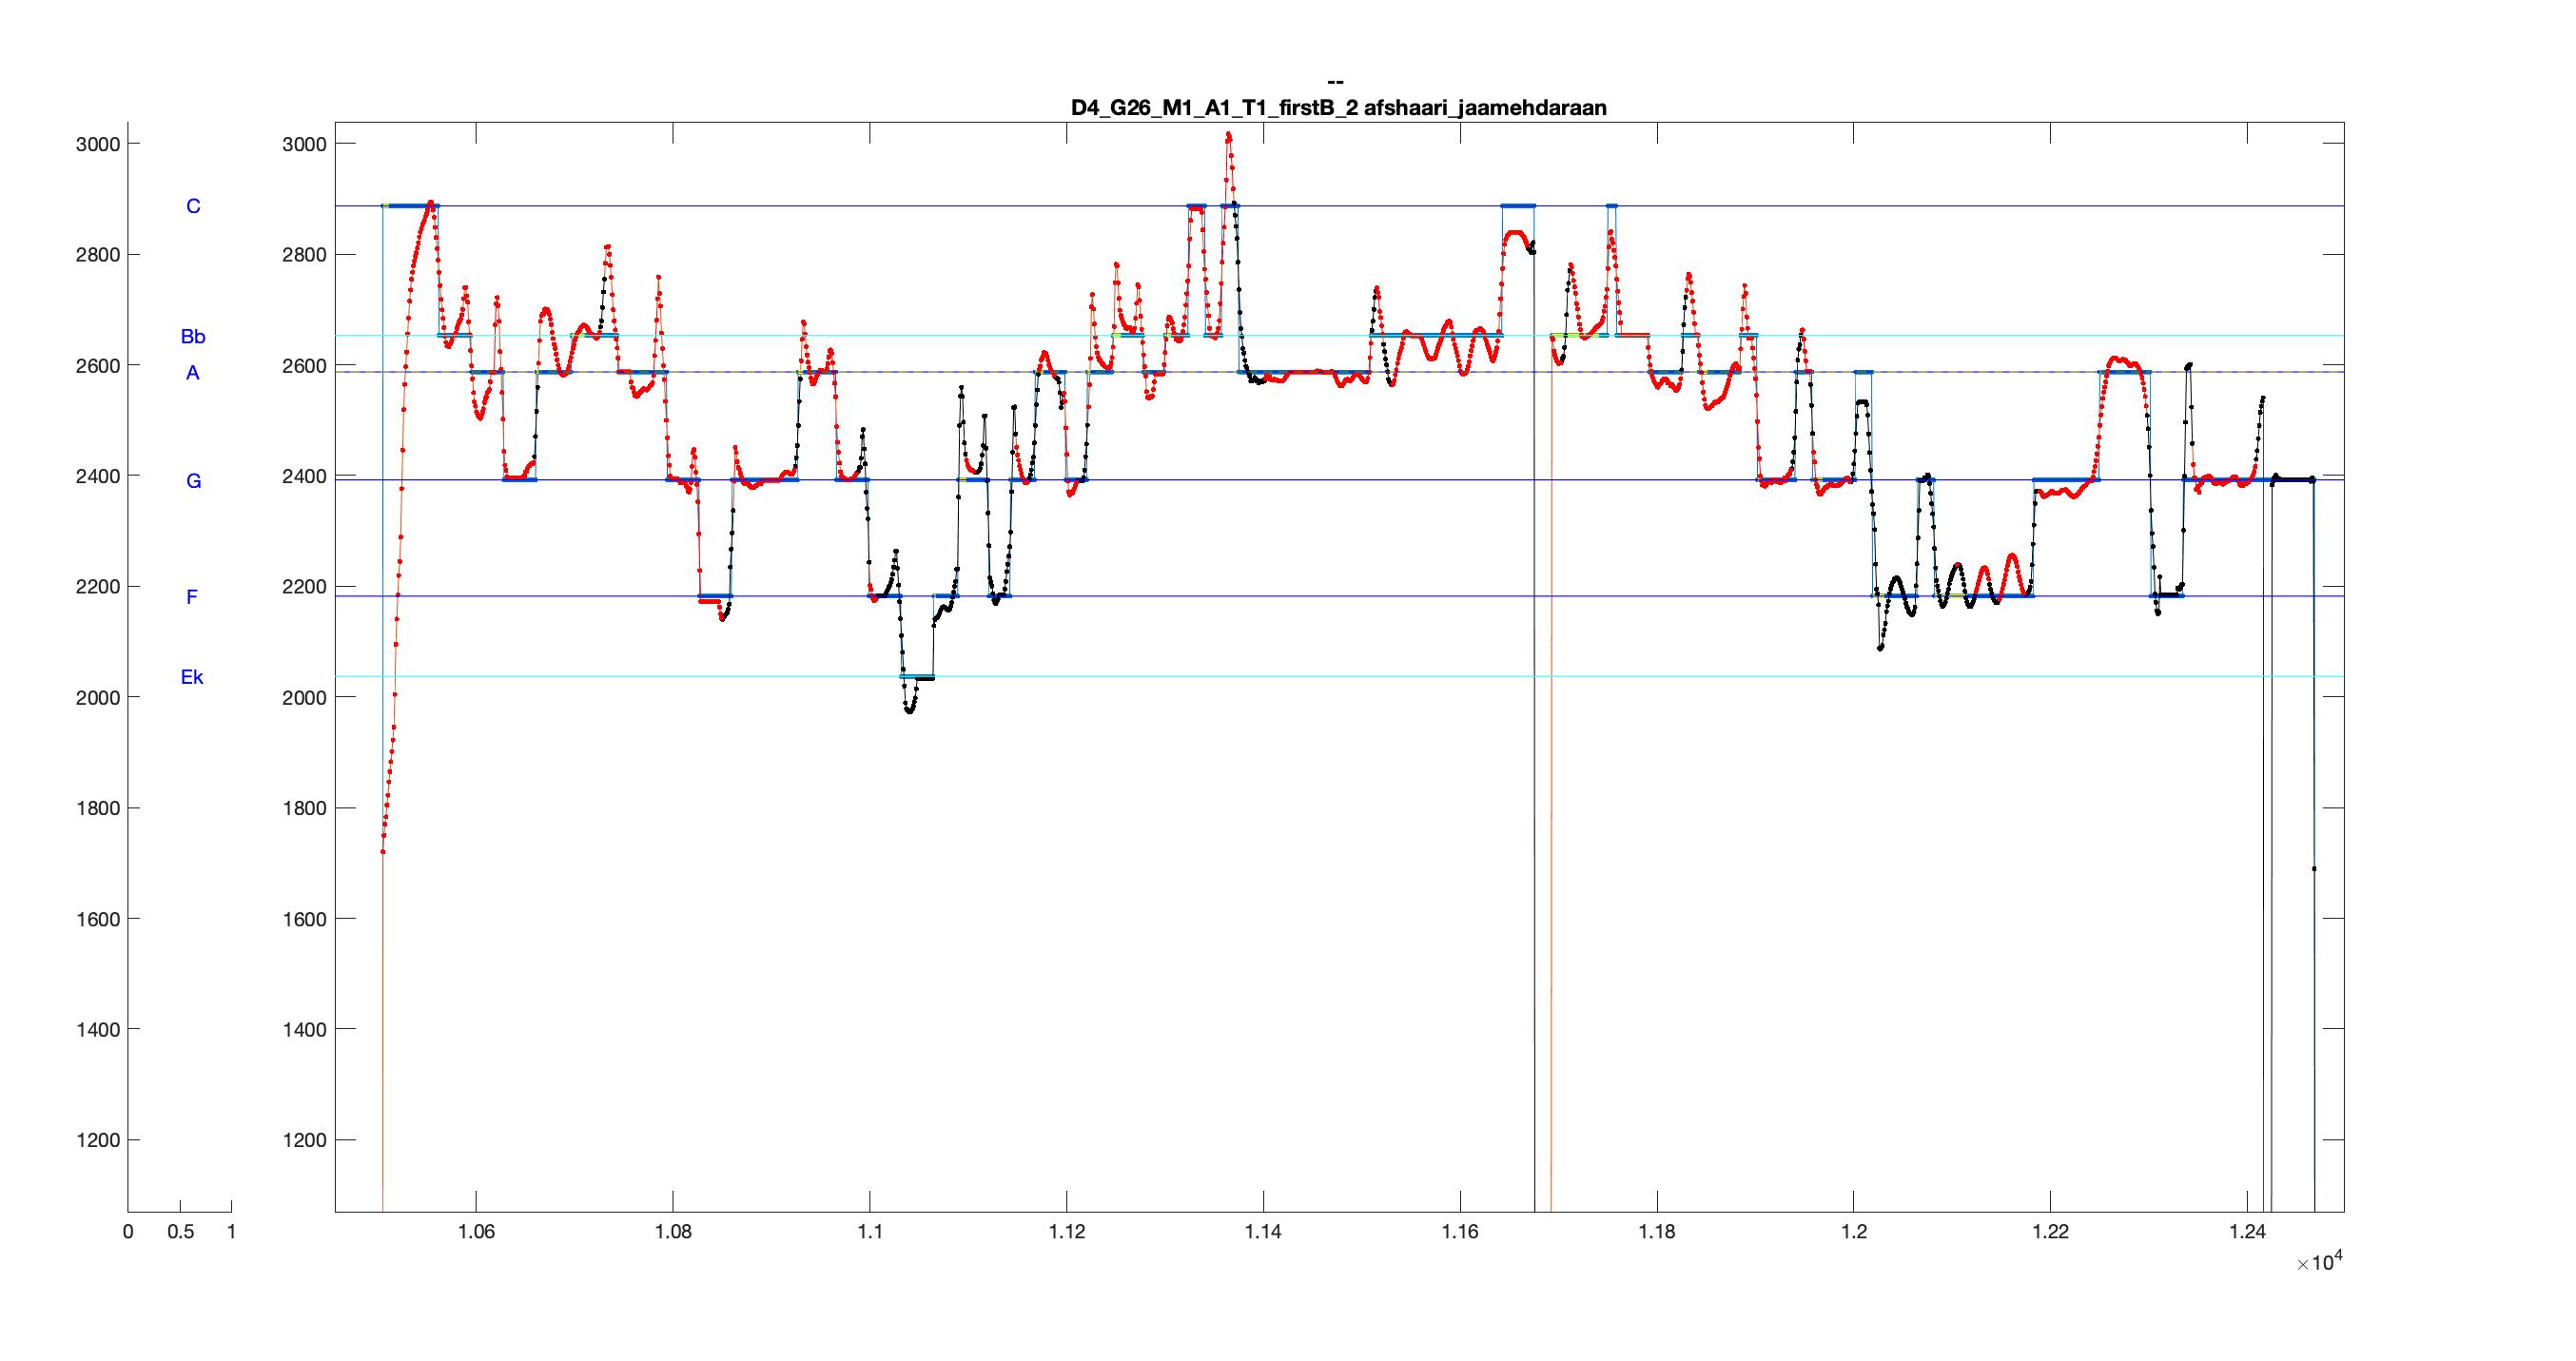 --
D4_G26_M1_A1_T1_firstB_2 afshaari_jaamehdaraan
3000 3000
C
2800 2800
Bb
2600 2600
A
2400 2400
G
2200 2200
F
Ek
2000 2000
1800 1800
1600 1600
1400 1400
1200 1200
0 0.5 1 1.06 1.08 1.1 1.12 1.14 1.16 1.18 1.2 1.22 1.24
×10⁴